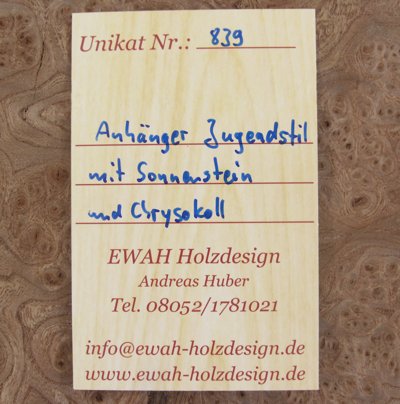 Unikat Nr.: 839
Anhänger Jugendstil
mit Sonnenstein
und Chrysokoll
EWAH Holzdesign
Andreas Huber
Tel. 08052/1781021
info@ewah-holzdesign.de
www.ewah-holzdesign.de